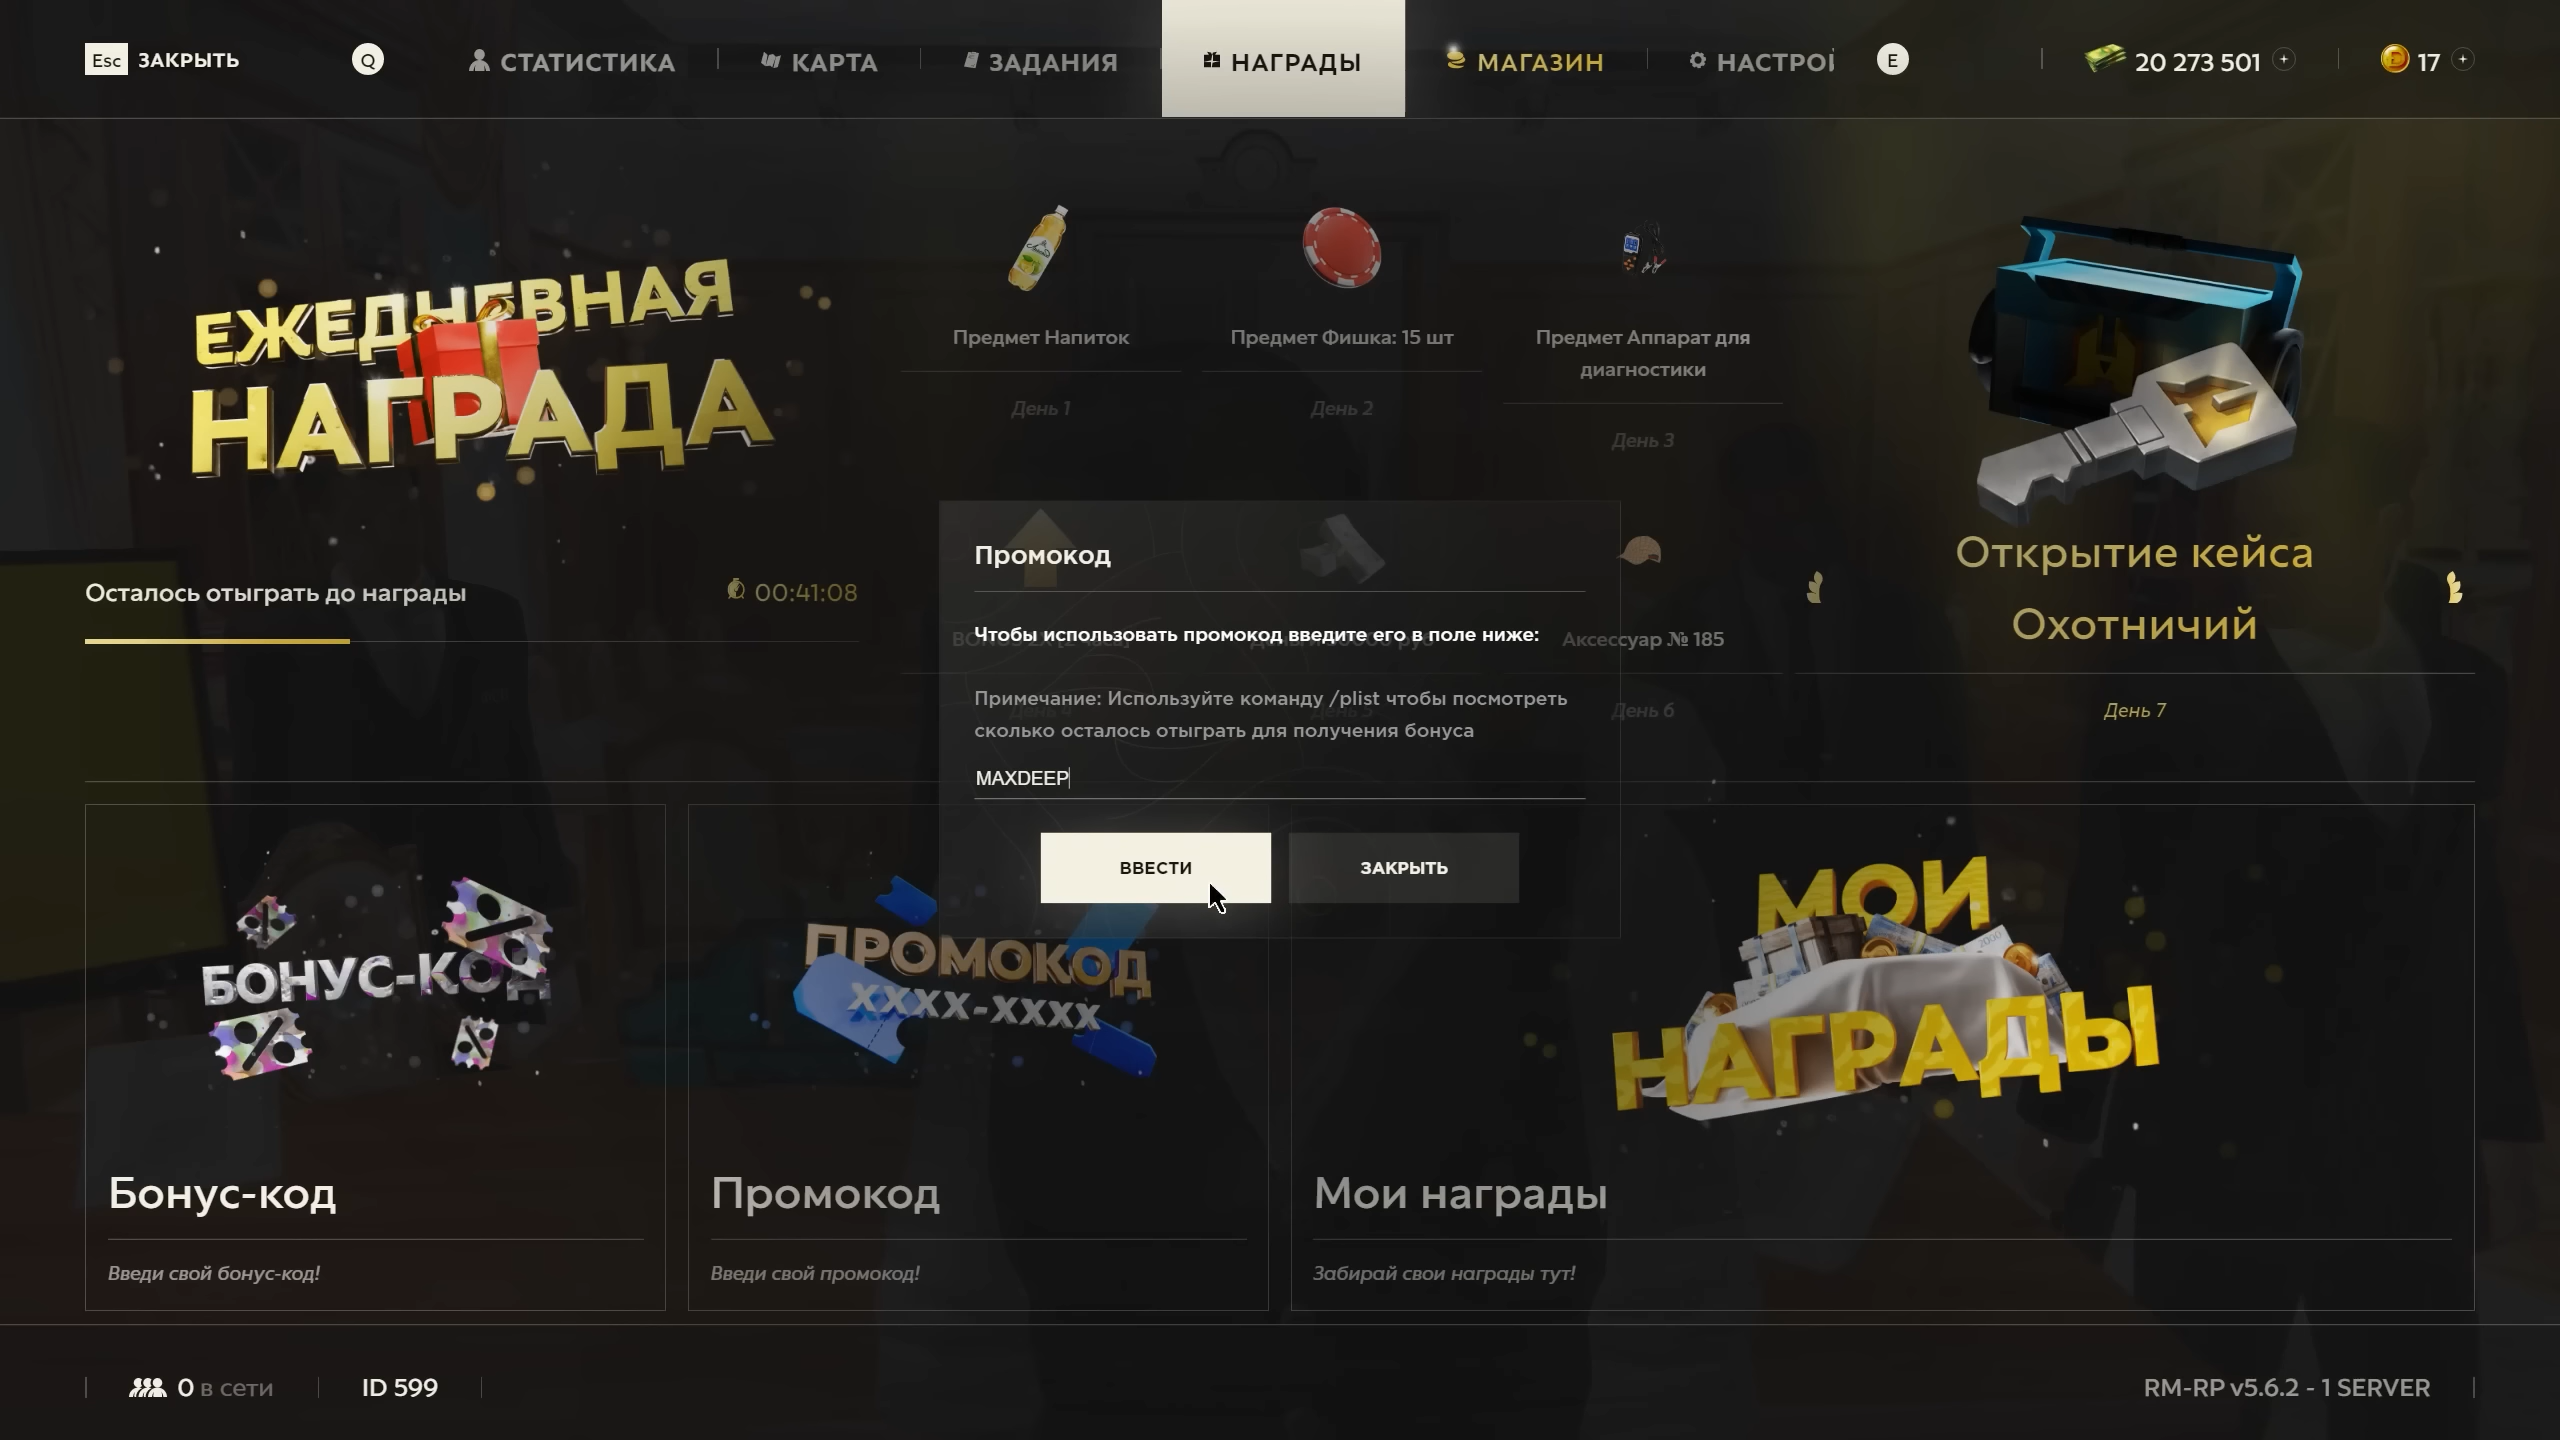 Esc ЗАКРЫТЬ
Q
СТАТИСТИКА
КАРТА
ЗАДАНИЯ
НАГРАДЫ
МАГАЗИН
НАСТРОЙ
E
20 273 501 +
17 +
ЕЖЕДНЕВНАЯ
НАГРАДА
Осталось отыграть до награды
00:41:08
Предмет Напиток
День 1
Предмет Фишка: 15 шт
День 2
Предмет Аппарат для
диагностики
День 3
День 4
День 5
Аксессуар № 185
День 6
Открытие кейса
Охотничий
День 7
Промокод
Чтобы использовать промокод введите его в поле ниже:
Примечание: Используйте команду /plist чтобы посмотреть
сколько осталось отыграть для получения бонуса
MAXDEEP
ВВЕСТИ
ЗАКРЫТЬ
БОНУС-КОД
Бонус-код
Введи свой бонус-код!
ПРОМОКОД
XXXX-XXXX
Промокод
Введи свой промокод!
МОИ
НАГРАДЫ
Мои награды
Забирай свои награды тут!
0 в сети
ID 599
RM-RP v5.6.2 - 1 SERVER